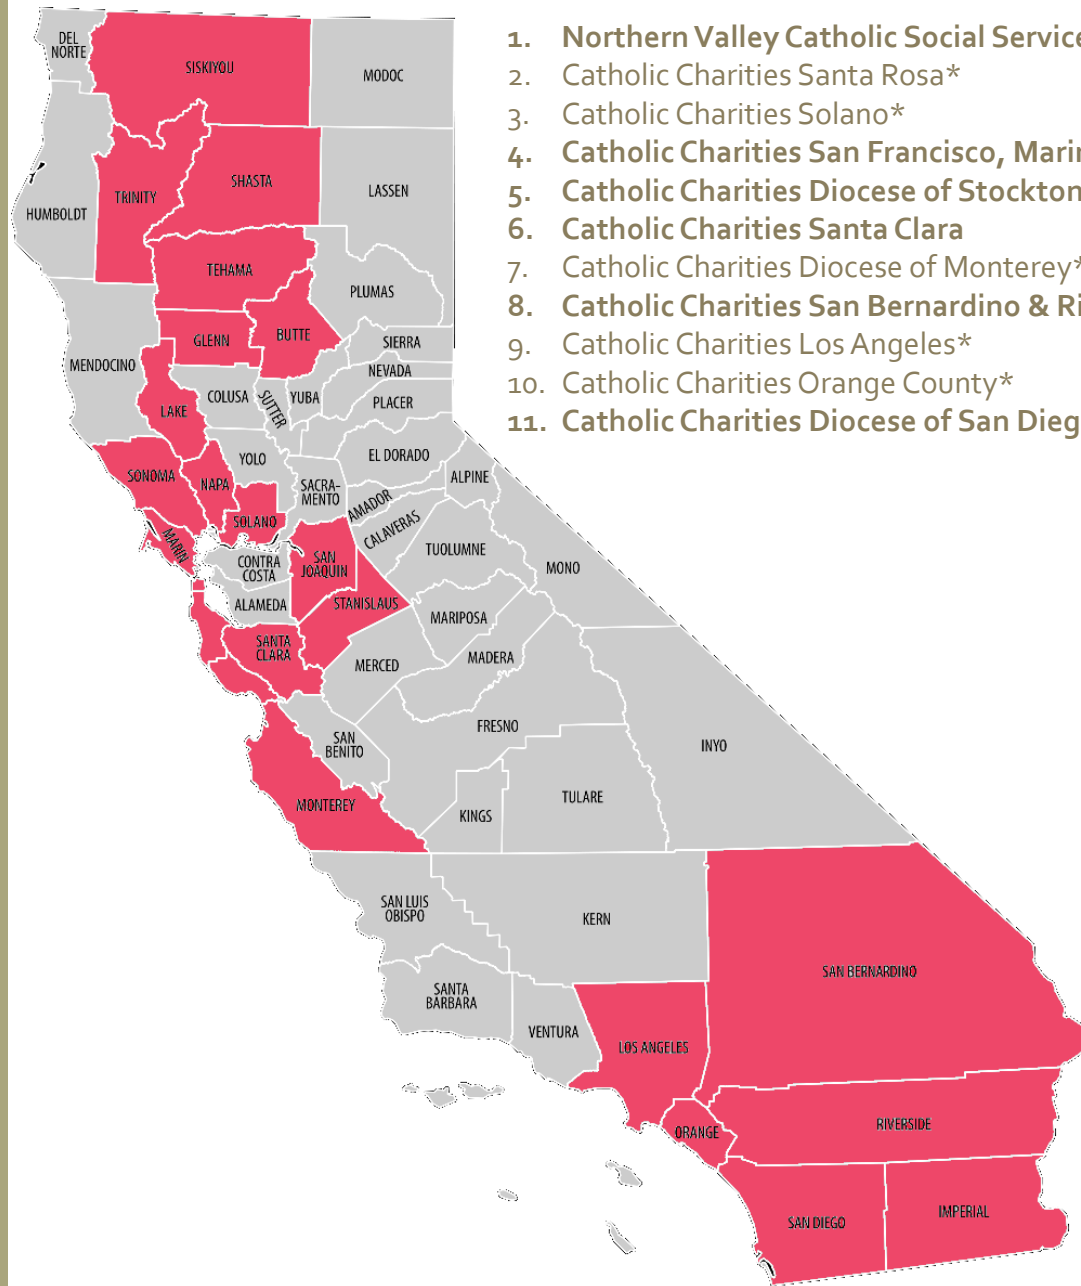 1. Northern Valley Catholic Social Service
2. Catholic Charities Santa Rosa*
3. Catholic Charities Solano*
4. Catholic Charities San Francisco, Marin
5. Catholic Charities Diocese of Stockton
6. Catholic Charities Santa Clara
7. Catholic Charities Diocese of Monterey*
8. Catholic Charities San Bernardino & Ri
9. Catholic Charities Los Angeles*
10. Catholic Charities Orange County*
11. Catholic Charities Diocese of San Dieg
DEL
NORTE
SISKIYOU
MODOC
HUMBOLDT
TRINITY
SHASTA
LASSEN
TEHAMA
PLUMAS
MENDOCINO
GLENN
BUTTE
SIERRA
NEVADA
LAKE
COLUSA
SUTTER
YUBA
PLACER
SONOMA
NAPA
YOLO
SACRA-
MENTO
EL DORADO
ALPINE
AMADOR
SOLANO
CALAVERAS
MARIN
CONTRA
COSTA
SAN
JOAQUIN
TUOLUMNE
MONO
ALAMEDA
STANISLAUS
MARIPOSA
SANTA
CLARA
MERCED
MADERA
SAN
BENITO
FRESNO
INYO
MONTEREY
KINGS
TULARE
SAN LUIS
OBISPO
KERN
SAN BERNARDINO
SANTA
BARBARA
VENTURA
LOS ANGELES
ORANGE
RIVERSIDE
SAN DIEGO
IMPERIAL